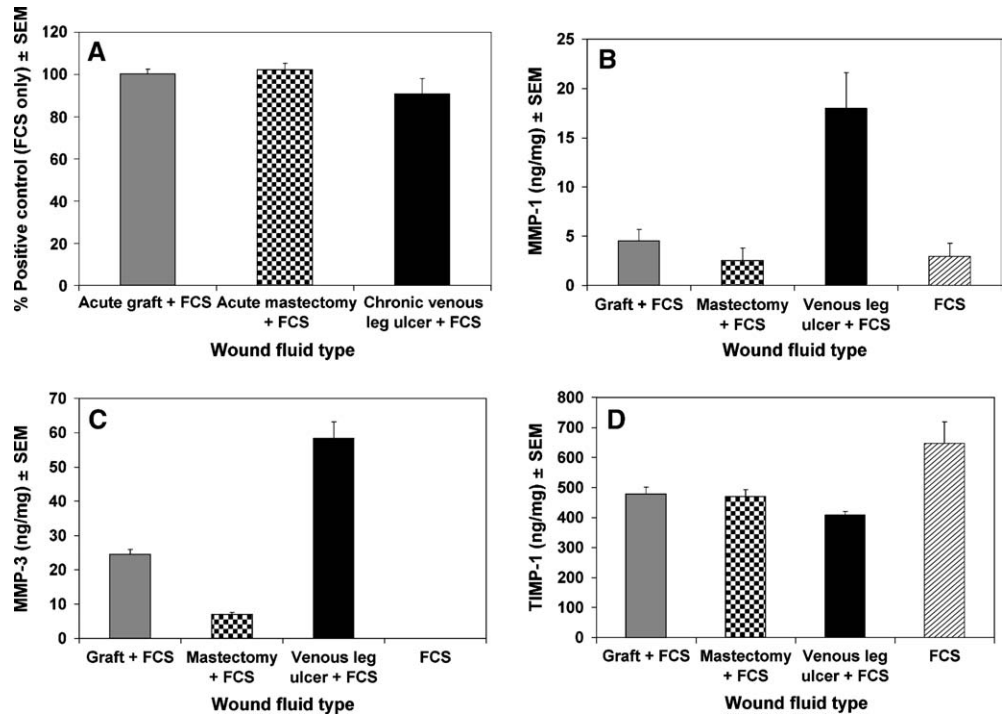 A
% Positive control (FCS only) ± SEM
120
100
80
60
40
20
0
Acute graft + FCS
Acute mastectomy
+ FCS
Chronic venous
leg ulcer + FCS
Wound fluid type
B
MMP-1 (ng/mg) ± SEM
25
20
15
10
5
0
Graft + FCS
Mastectomy
+ FCS
Venous leg
ulcer + FCS
FCS
Wound fluid type
C
MMP-3 (ng/mg) ± SEM
70
60
50
40
30
20
10
0
Graft + FCS
Mastectomy
+ FCS
Venous leg
ulcer + FCS
FCS
Wound fluid type
D
TIMP-1 (ng/mg) ± SEM
800
700
600
500
400
300
200
100
0
Graft + FCS
Mastectomy
+ FCS
Venous leg
ulcer + FCS
FCS
Wound fluid type